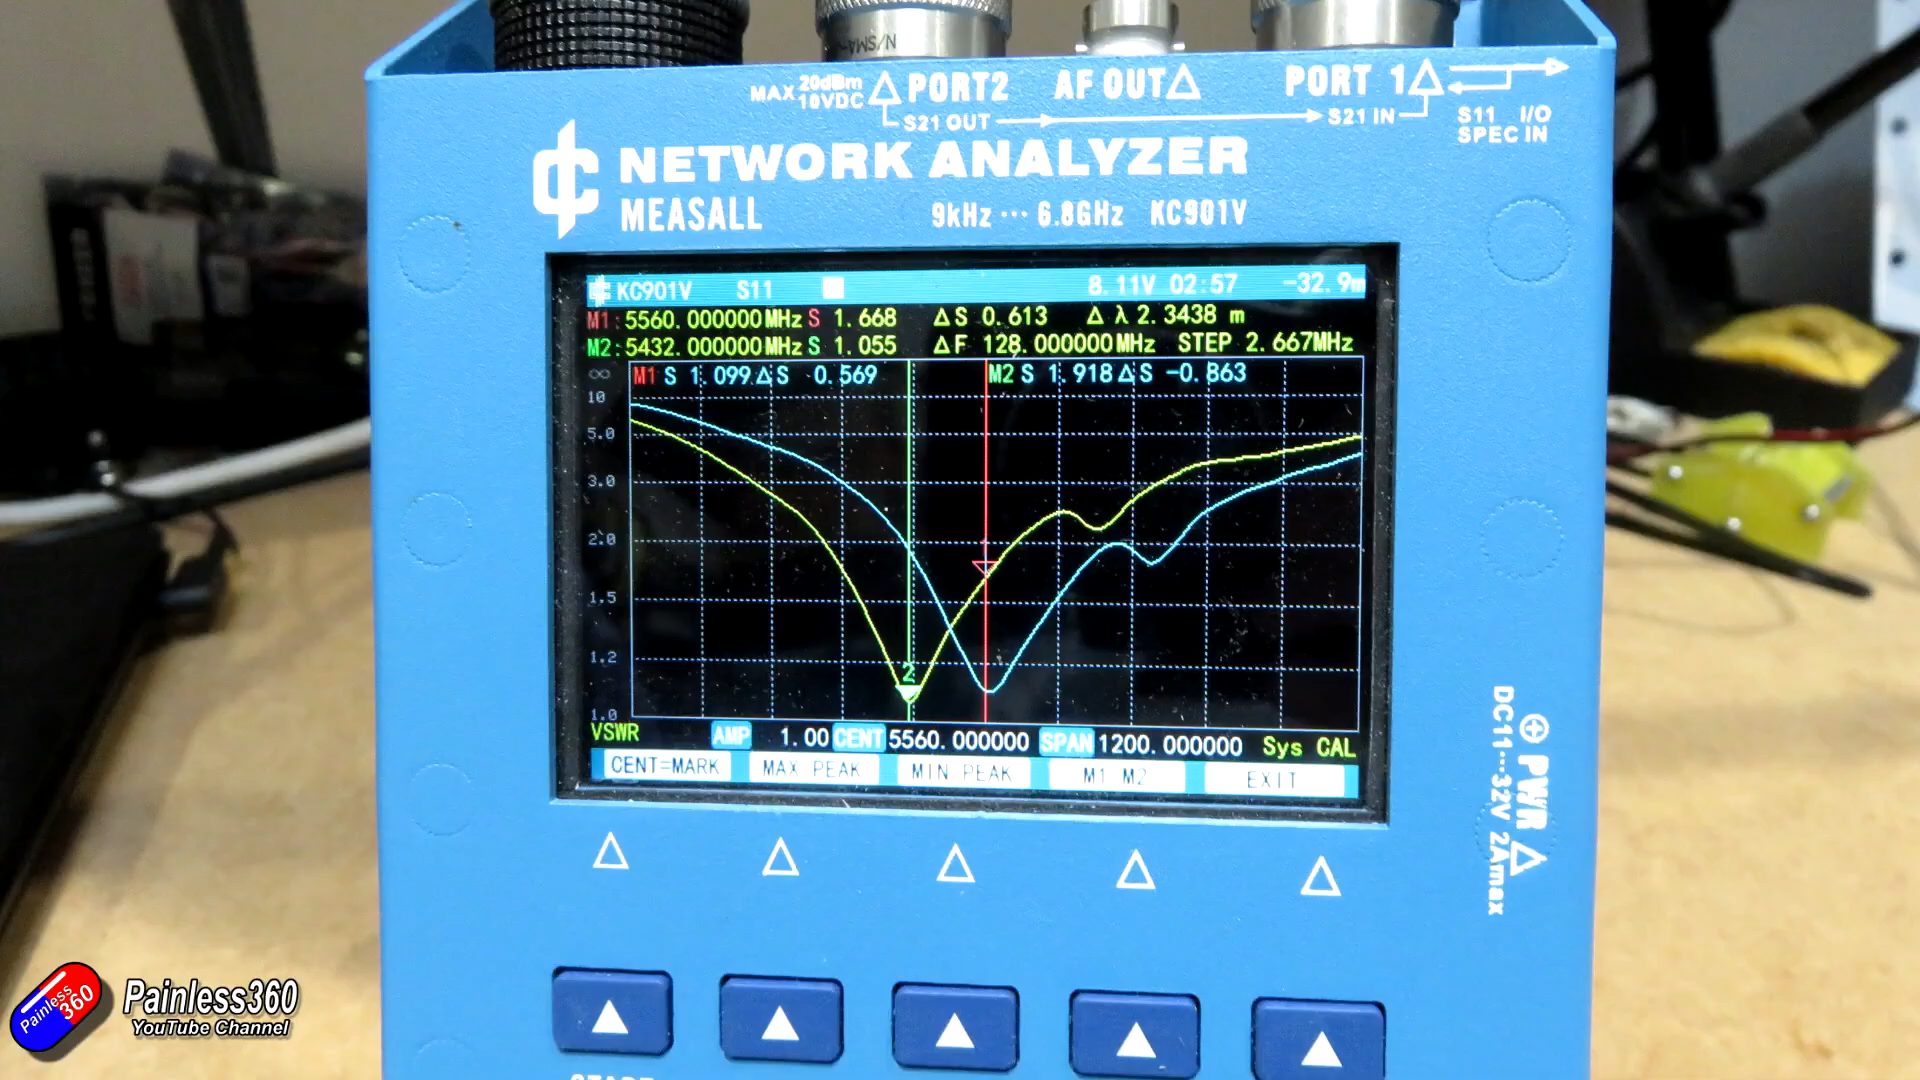 N/SMA
MAX 20dBm 10VDC PORT2 AF OUT PORT 1
S21 OUT S21 IN S11 I/O
SPEC IN
NETWORK ANALYZER
MEASALL 9kHz ··· 6.8GHz KC901V
KC901V S11 8.11V 02:57 -32.9m
M1:5560.000000MHz S 1.668 ΔS 0.613 Δλ 2.3438 m
M2:5432.000000MHz S 1.055 ΔF 128.000000MHz STEP 2.667MHz
∞ M1 S 1.099 ΔS 0.569 M2 S 1.918 ΔS -0.863
10
5.0
3.0
2.0
1.5
1.2
2
1.0
VSWR AMP 1.00 CENT 5560.000000 SPAN 1200.000000 Sys CAL
CENT=MARK MAX PEAK MIN PEAK M1 M2 EXIT
PWR
DC11···32V 2Amax
Painless 360
Painless360
YouTube Channel